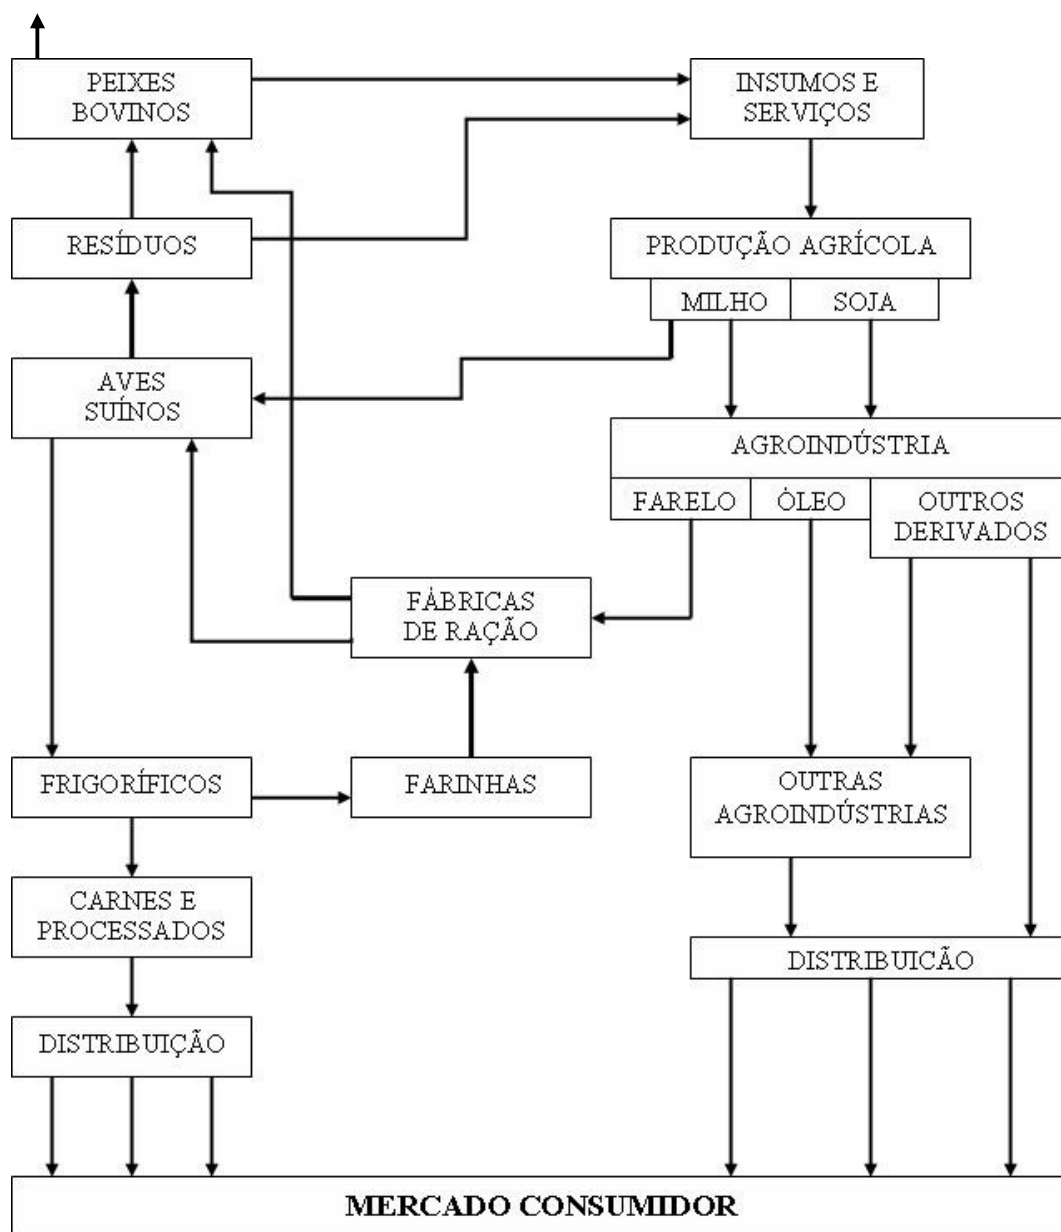 PEIXES
BOVINOS
INSUMOS E
SERVIÇOS
RESÍDUOS
PRODUÇÃO AGRÍCOLA
MILHO
SOJA
AVES
SUÍNOS
AGROINDÚSTRIA
FARELO
ÓLEO
OUTROS
DERIVADOS
FÁBRICAS
DE RAÇÃO
FRIGORÍFICOS
FARINHAS
OUTRAS
AGROINDÚSTRIAS
CARNES E
PROCESSADOS
DISTRIBUICÃO
DISTRIBUIÇÃO
MERCADO CONSUMIDOR